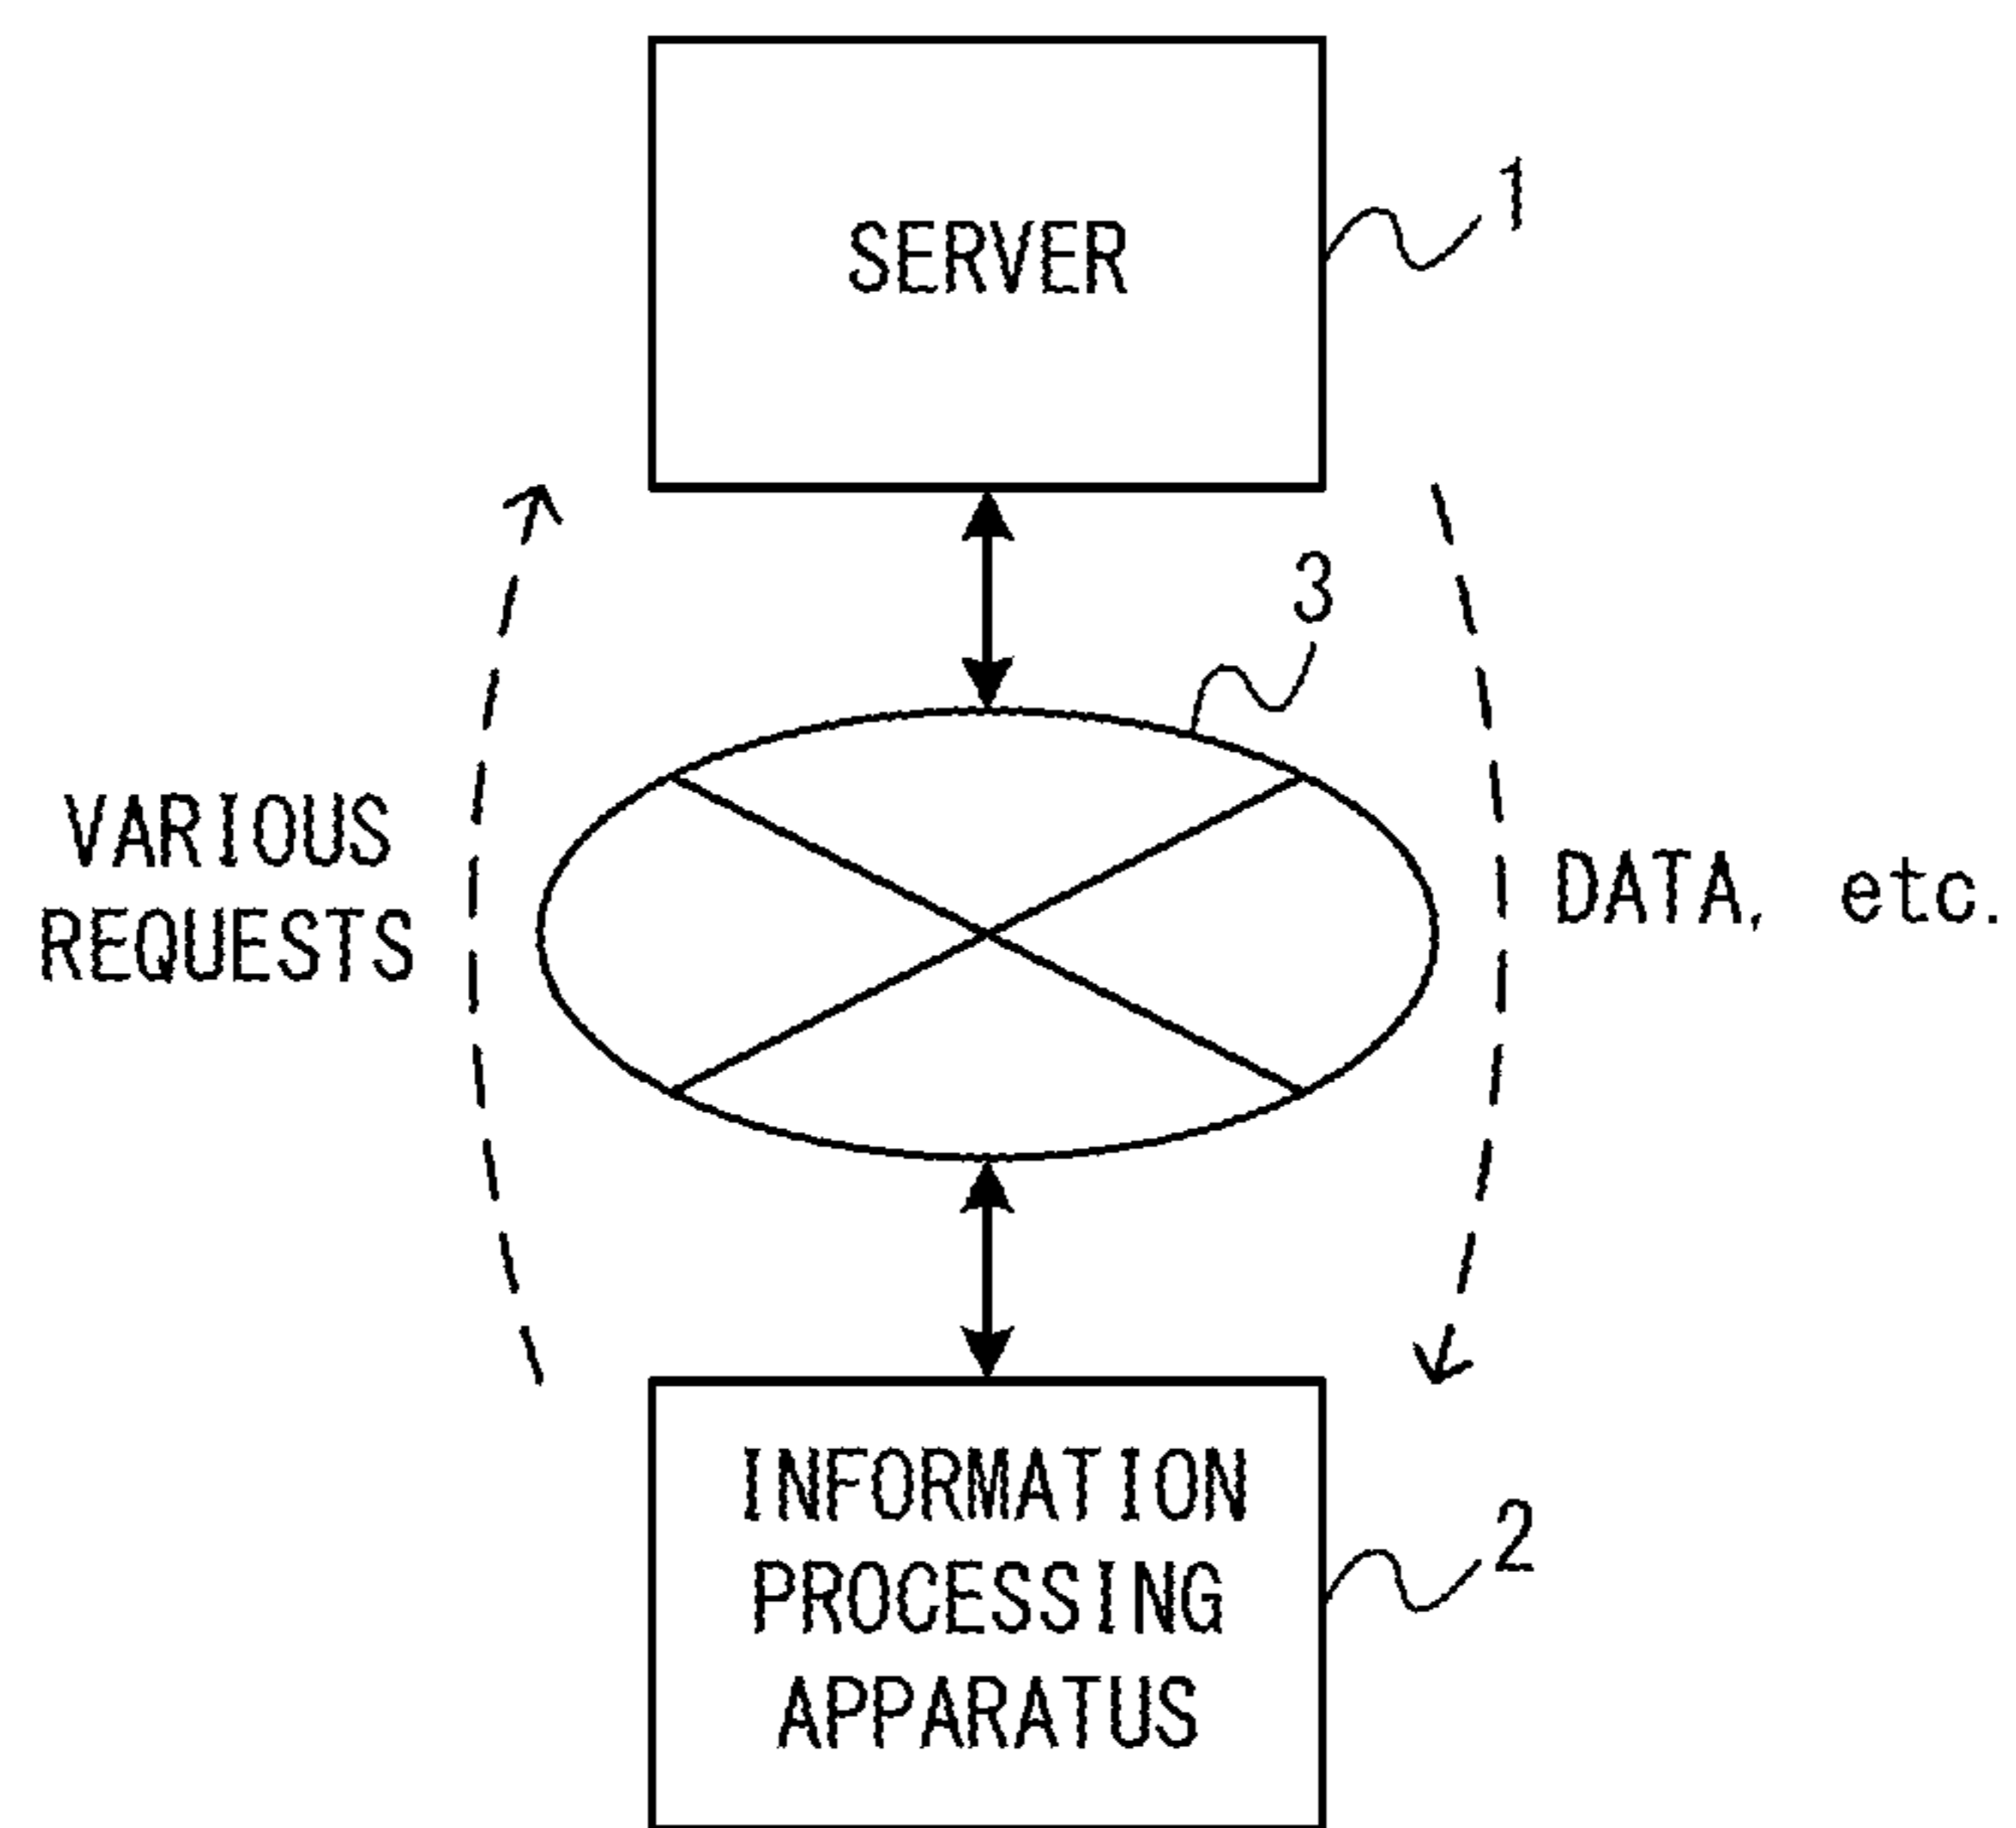 SERVER
1
3
VARIOUS
REQUESTS
DATA, etc.
INFORMATION
PROCESSING
APPARATUS
2